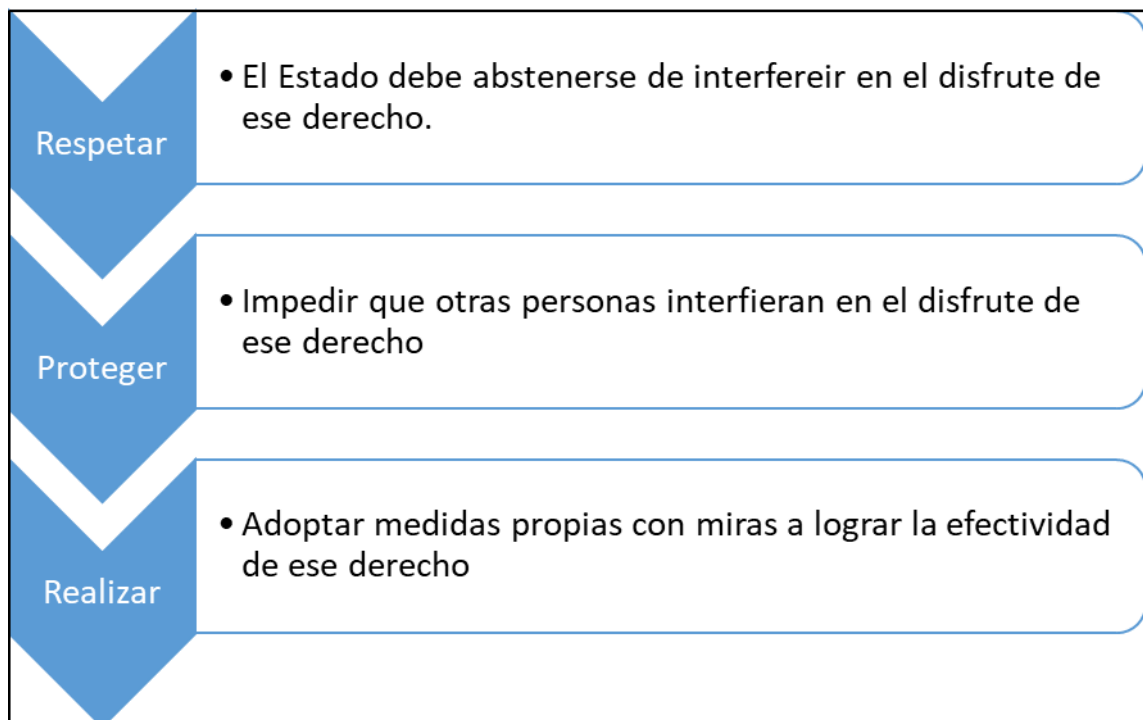 Respetar
• El Estado debe abstenerse de interfereir en el disfrute de
ese derecho.
Proteger
• Impedir que otras personas interfieran en el disfrute de
ese derecho
Realizar
• Adoptar medidas propias con miras a lograr la efectividad
de ese derecho